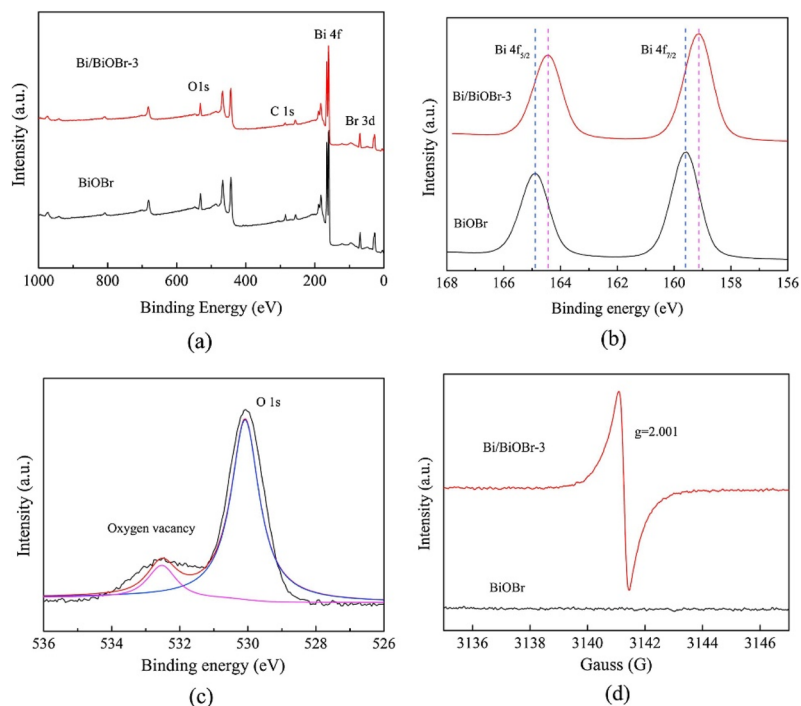 Bi 4f
Bi/BiOBr-3
O1s
C 1s
Br 3d
BiOBr
Intensity (a.u.)
1000 800 600 400 200 0
Binding Energy (eV)
(a)
Bi 4f5/2 Bi 4f7/2
Bi/BiOBr-3
BiOBr
Intensity (a.u.)
168 166 164 162 160 158 156
Binding energy (eV)
(b)
O 1s
Oxygen vacancy
Intensity (a.u.)
536 534 532 530 528 526
Binding energy (eV)
(c)
g=2.001
Bi/BiOBr-3
BiOBr
Intensity (a.u.)
3136 3138 3140 3142 3144 3146
Gauss (G)
(d)